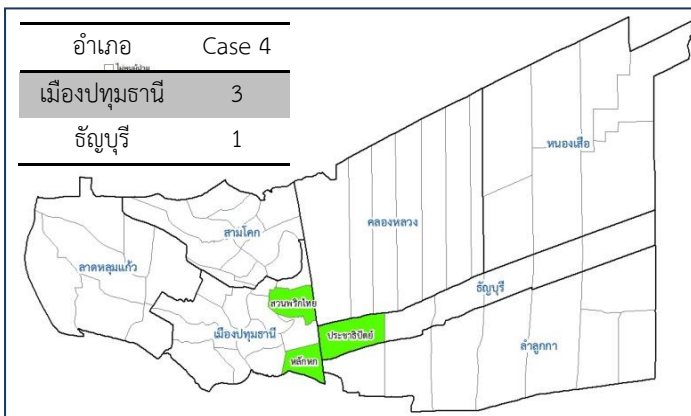 อำเภอ Case 4
เมืองปทุมธานี 3
ธัญบุรี 1
หนองเสือ
คลองหลวง
สามโคก
ลาดหลุมแก้ว
ธัญบุรี
สวนพริกไทย
ประชาธิปัตย์
เมืองปทุมธานี
ลำลูกกา
หลักหก